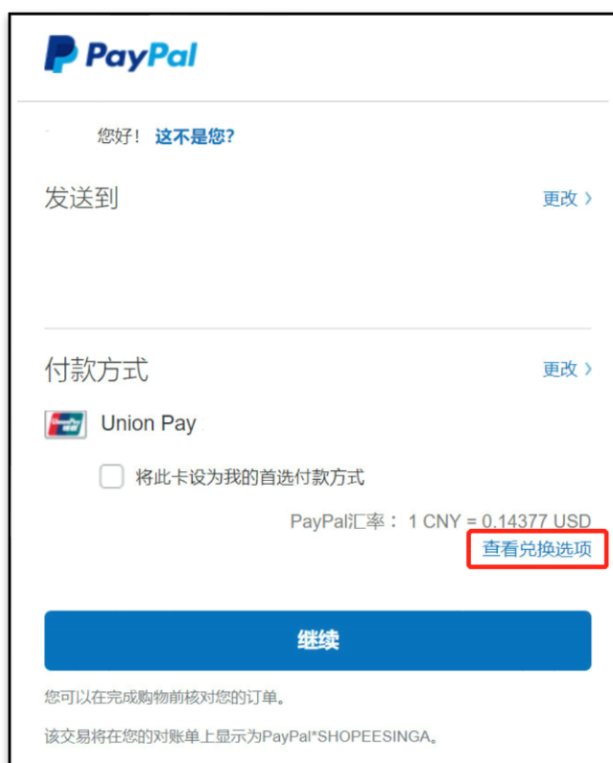 PayPal
您好！ 这不是您?
发送到 更改 〉
付款方式 更改 〉
Union Pay
将此卡设为我的首选付款方式
PayPal汇率： 1 CNY = 0.14377 USD
查看兑换选项
继续
您可以在完成购物前核对您的订单。
该交易将在您的对账单上显示为PayPal*SHOPEESINGA。